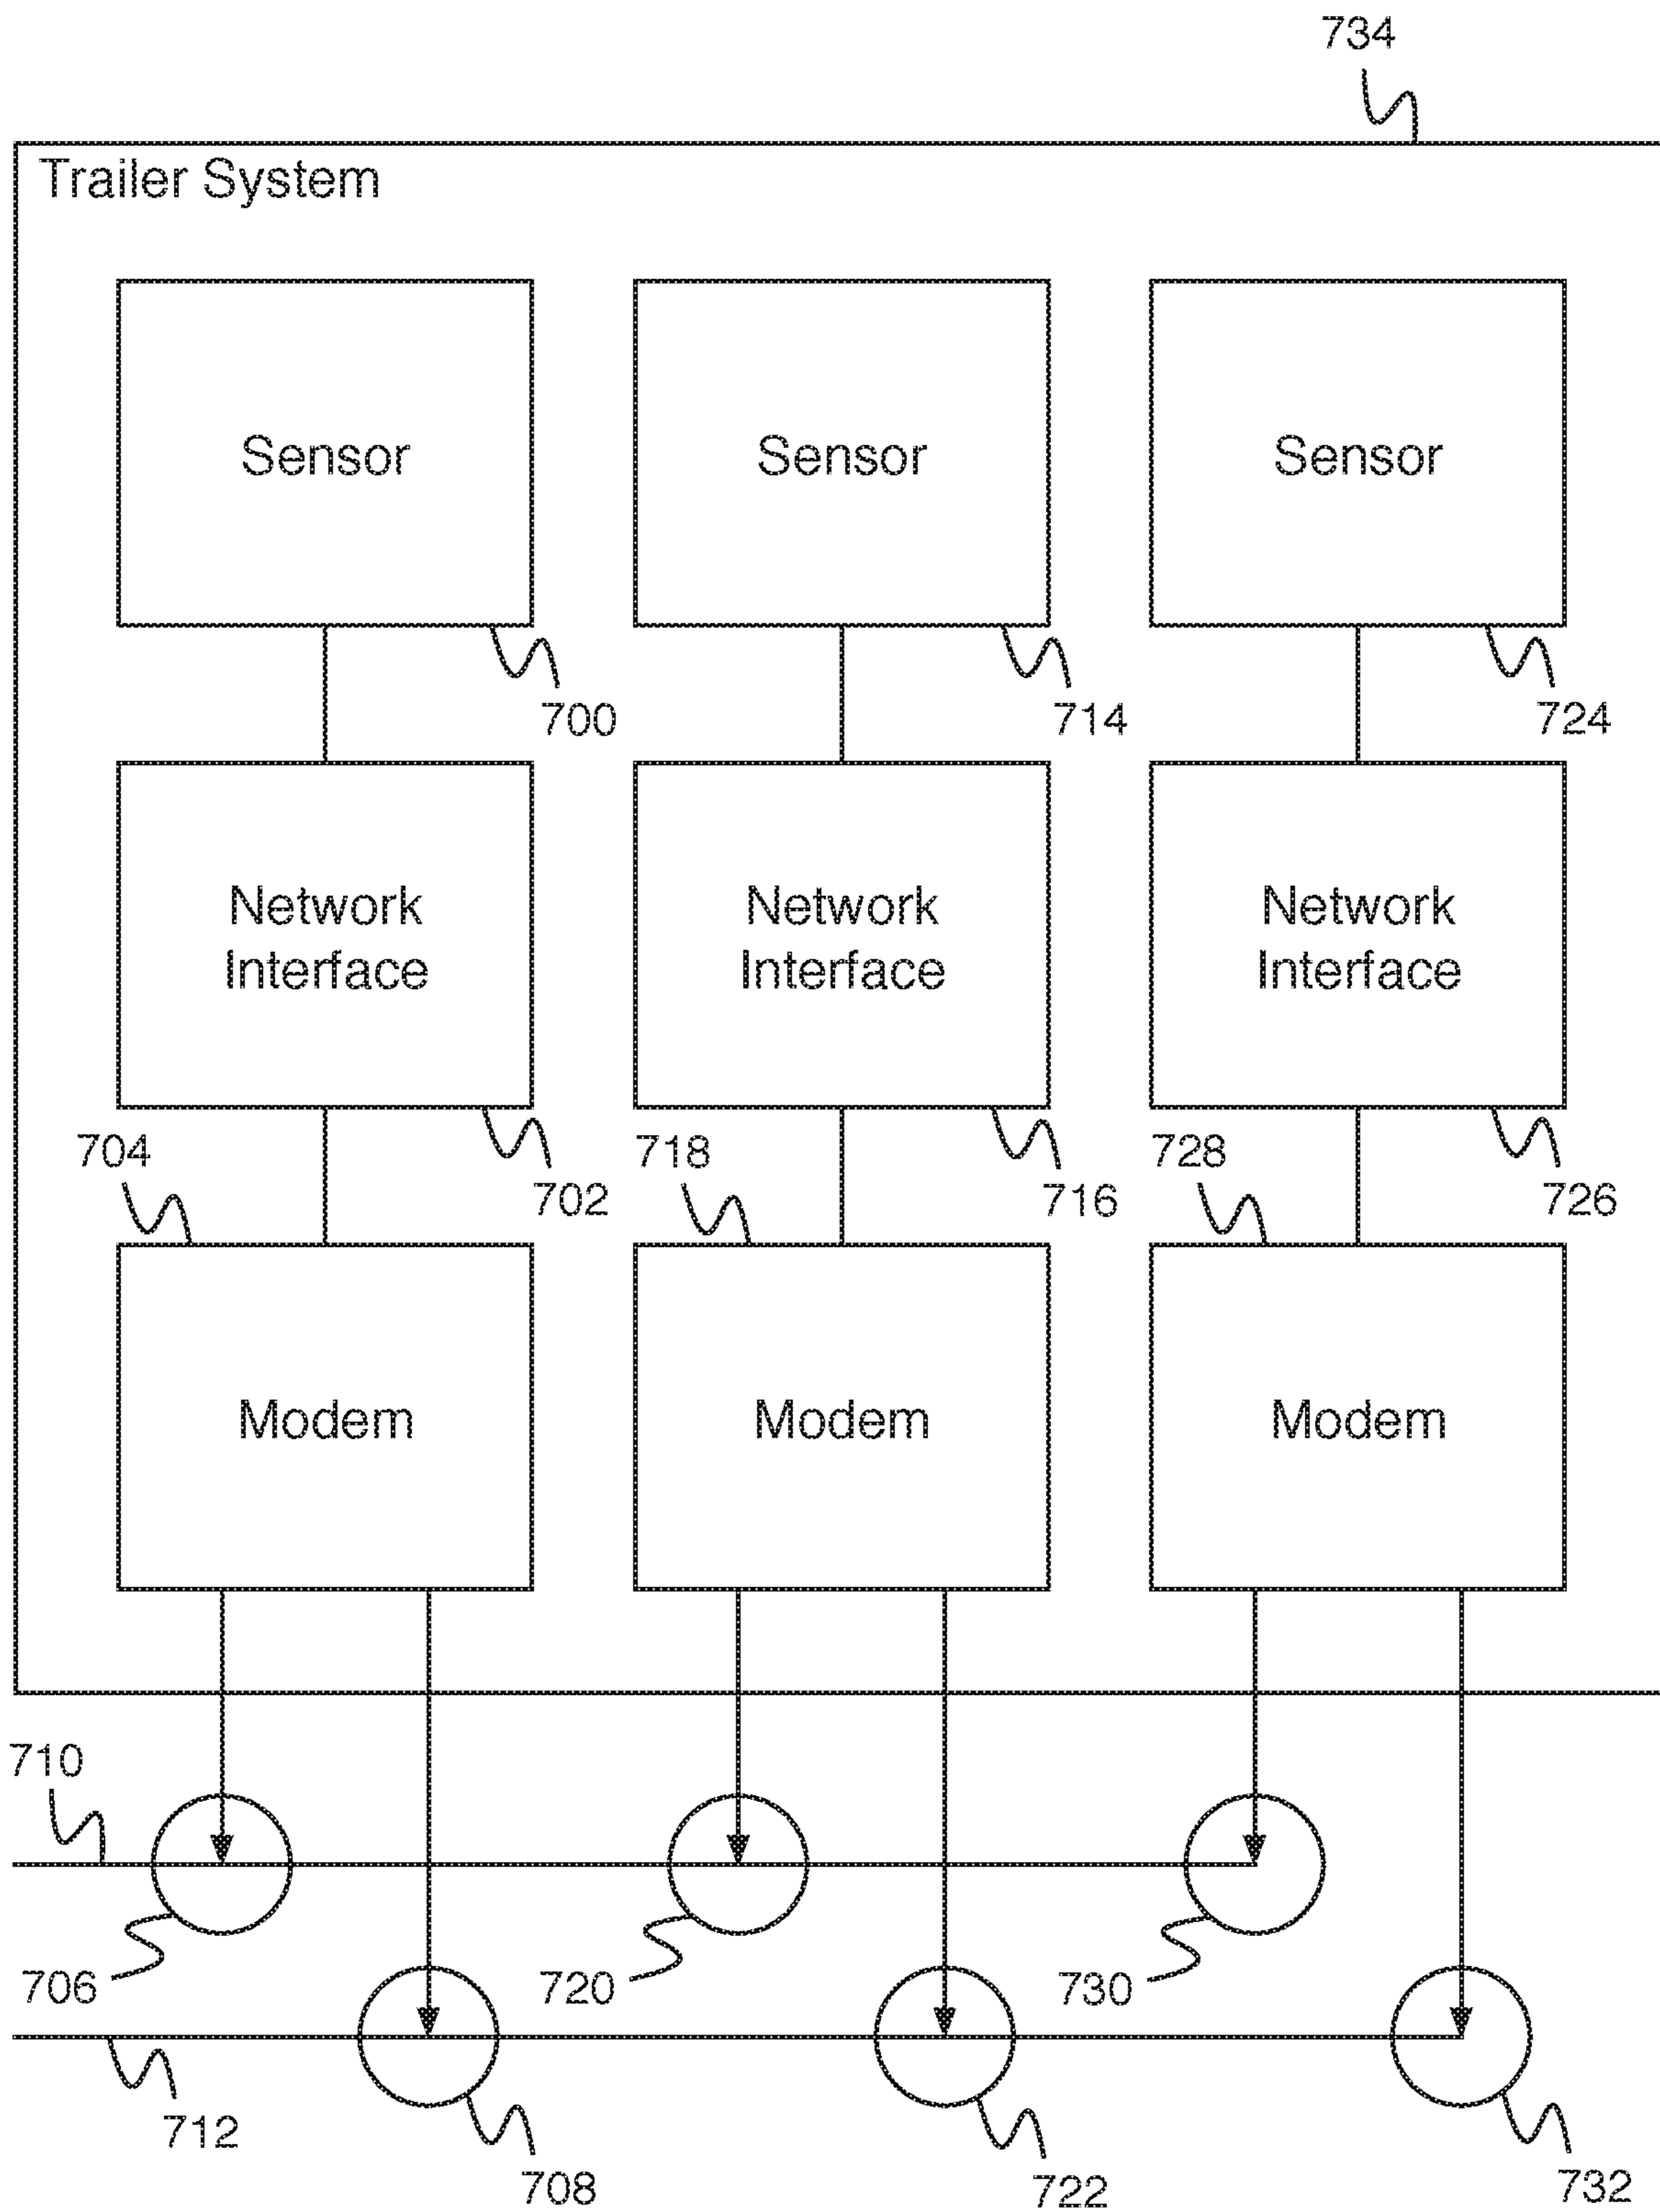 734
Trailer System
Sensor
Sensor
Sensor
700
714
724
Network
Interface
Network
Interface
Network
Interface
704
702
718
716
728
726
Modem
Modem
Modem
710
706
720
730
712
708
722
732